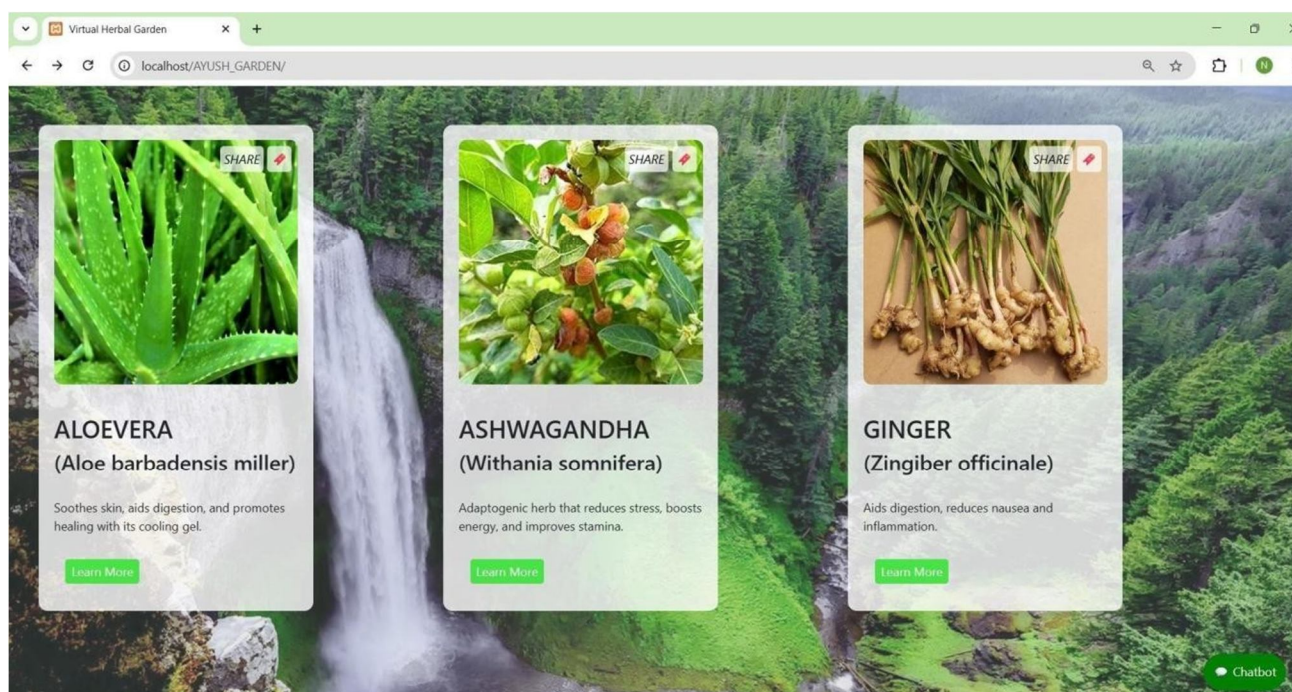 Virtual Herbal Garden
localhost/AYUSH_GARDEN/
N
SHARE
ALOEVERA
(Aloe barbadensis miller)
Soothes skin, aids digestion, and promotes
healing with its cooling gel.
Learn More
SHARE
ASHWAGANDHA
(Withania somnifera)
Adaptogenic herb that reduces stress, boosts
energy, and improves stamina.
Learn More
SHARE
GINGER
(Zingiber officinale)
Aids digestion, reduces nausea and
inflammation.
Learn More
Chatbot